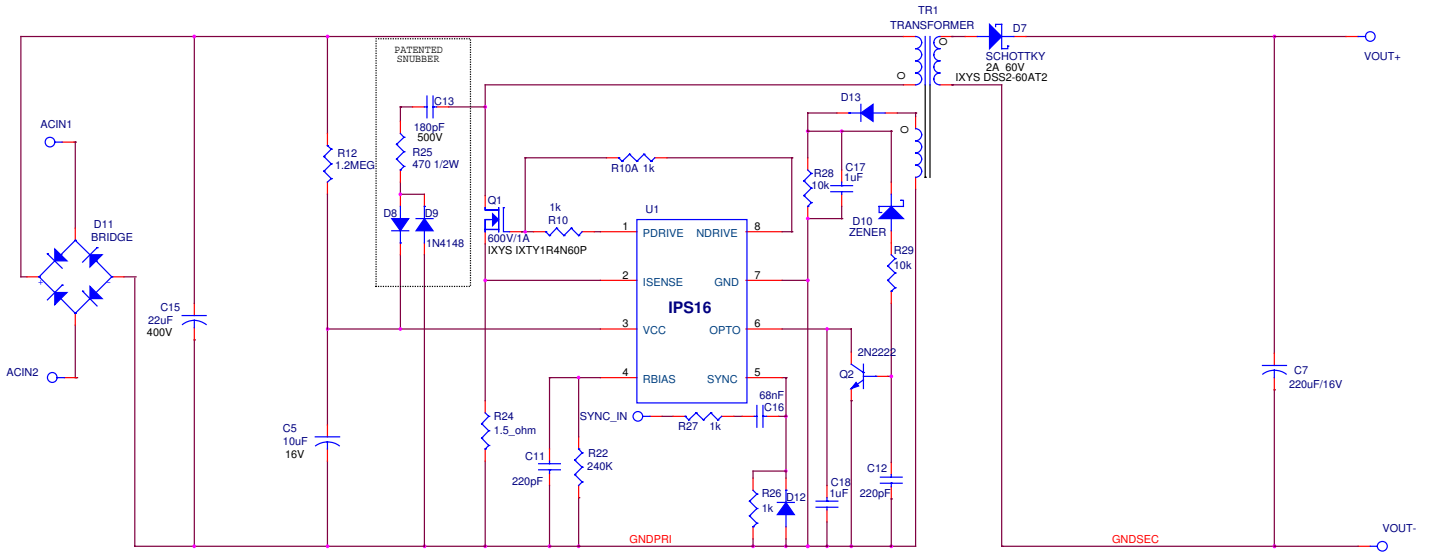 TR1
TRANSFORMER
D7
SCHOTTKY
2A 60V
IXYS DSS2-60AT2
VOUT+
PATENTED
SNUBBER
C13
180pF
500V
R25
470 1/2W
D8
D9
1N4148
ACIN1
R12
1.2MEG
D11
BRIDGE
+
-
ACIN2
C15
22uF
400V
C5
10uF
16V
Q1
600V/1A
IXYS IXTY1R4N60P
R10A 1k
1k
R10
U1
1
PDRIVE
NDRIVE
8
2
ISENSE
GND
7
IPS16
3
VCC
OPTO
6
4
RBIAS
SYNC
5
D13
O
O
O
R28
10k
C17
1uF
D10
ZENER
R29
10k
2N2222
Q2
68nF
C16
SYNC_IN
R27 1k
R24
1.5_ohm
C11
220pF
R22
240K
R26
1k
D12
C18
1uF
C12
220pF
C7
220uF/16V
GNDPRI
GNDSEC
VOUT-